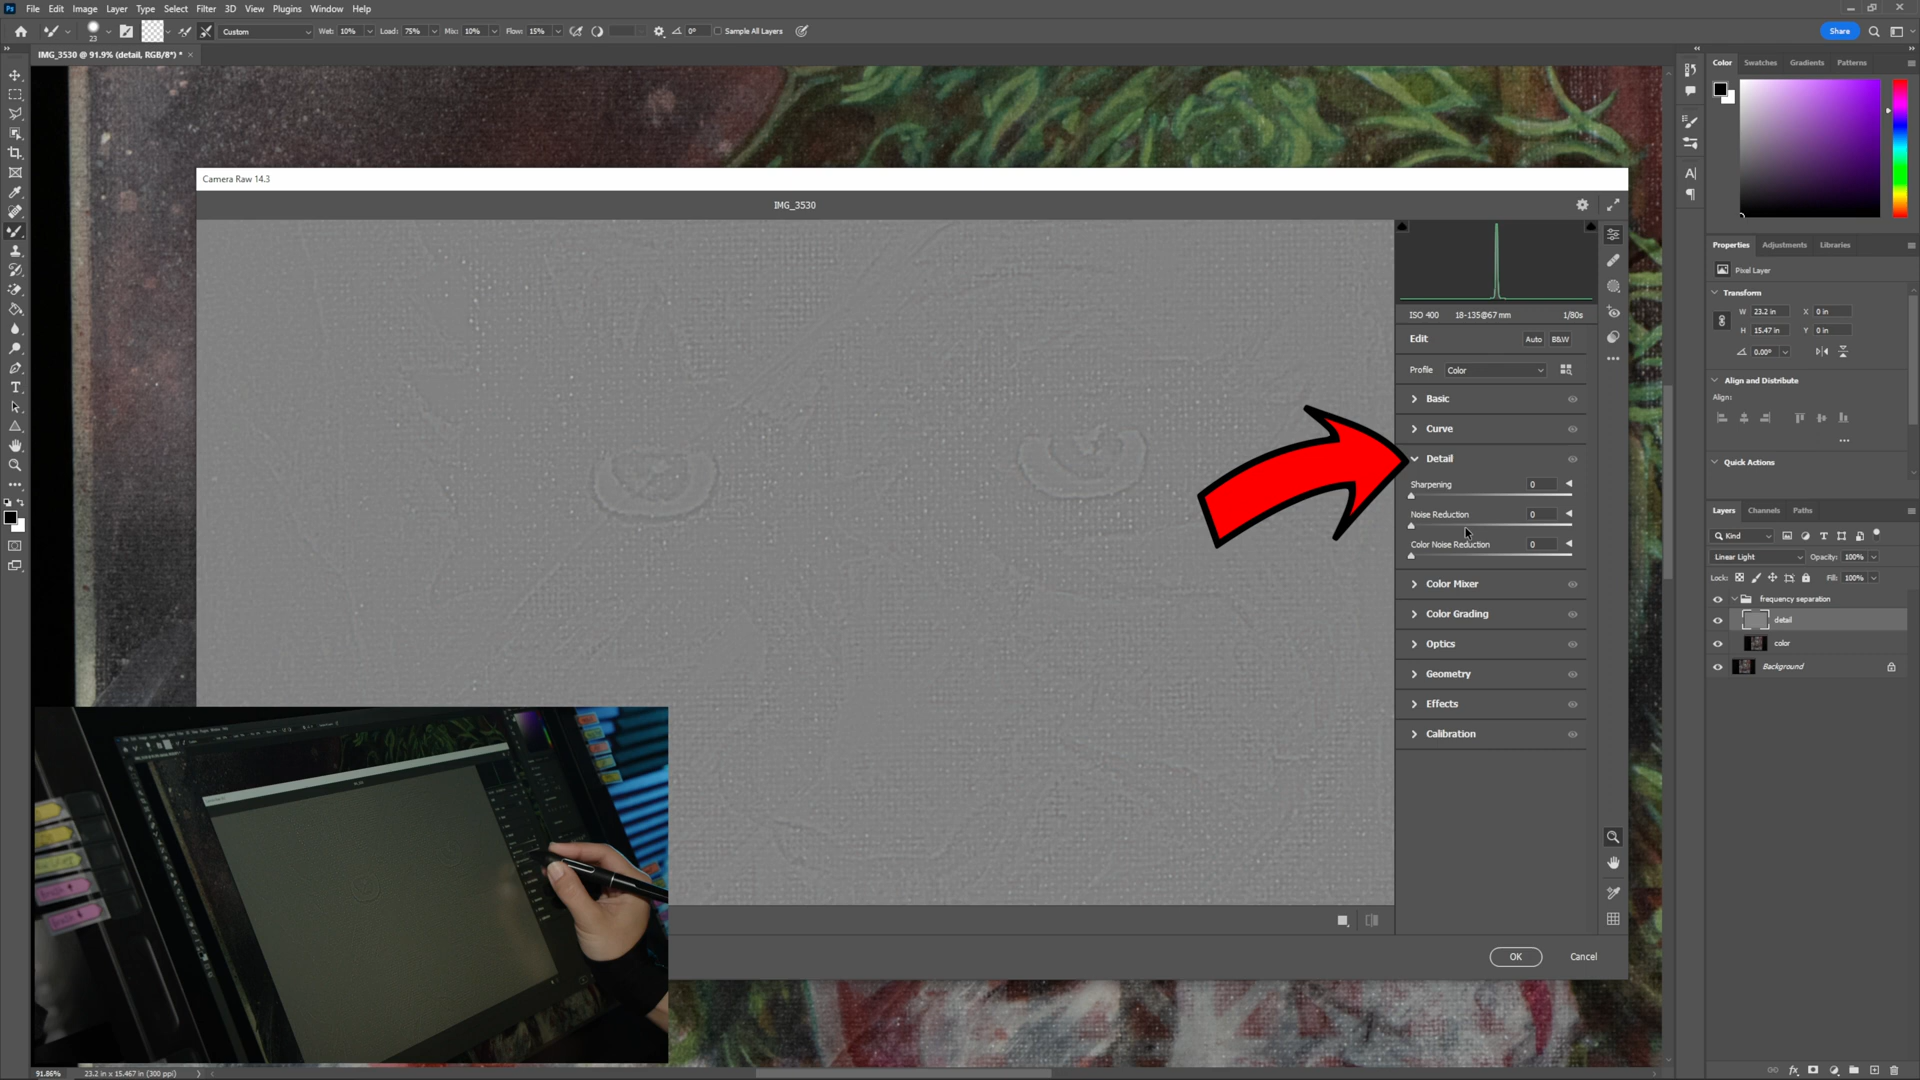 Ps File Edit Image Layer Type Select Filter 3D View Plugins Window Help
23 Custom Wet: 10% Load: 75% Mix: 10% Flow: 15% 0° Sample All Layers Share
IMG_3530 @ 91.9% (detail, RGB/8*) * ×
Color Swatches Gradients Patterns
Camera Raw 14.3
IMG_3530
ISO 400 18-135@67 mm 1/80s
Edit Auto B&W
Profile Color
Basic
Curve
Detail
Sharpening 0
Noise Reduction 0
Color Noise Reduction 0
Color Mixer
Color Grading
Optics
Geometry
Effects
Calibration
OK Cancel
Properties Adjustments Libraries
Pixel Layer
Transform
W 23.2 in X 0 in
H 15.47 in Y 0 in
0.00°
Align and Distribute
Align:
Quick Actions
Layers Channels Paths
Kind
Linear Light Opacity: 100%
Lock: Fill: 100%
frequency separation
detail
color
Background
91.86% 23.2 in x 15.467 in (300 ppi)